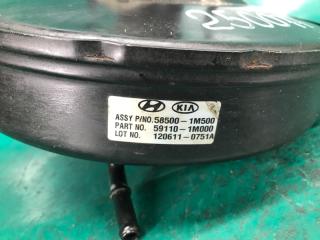 KIA
ASSY P/NO. 58500-1M500
PART NO. 59110-1M000
LOT NO. 120611-0751A